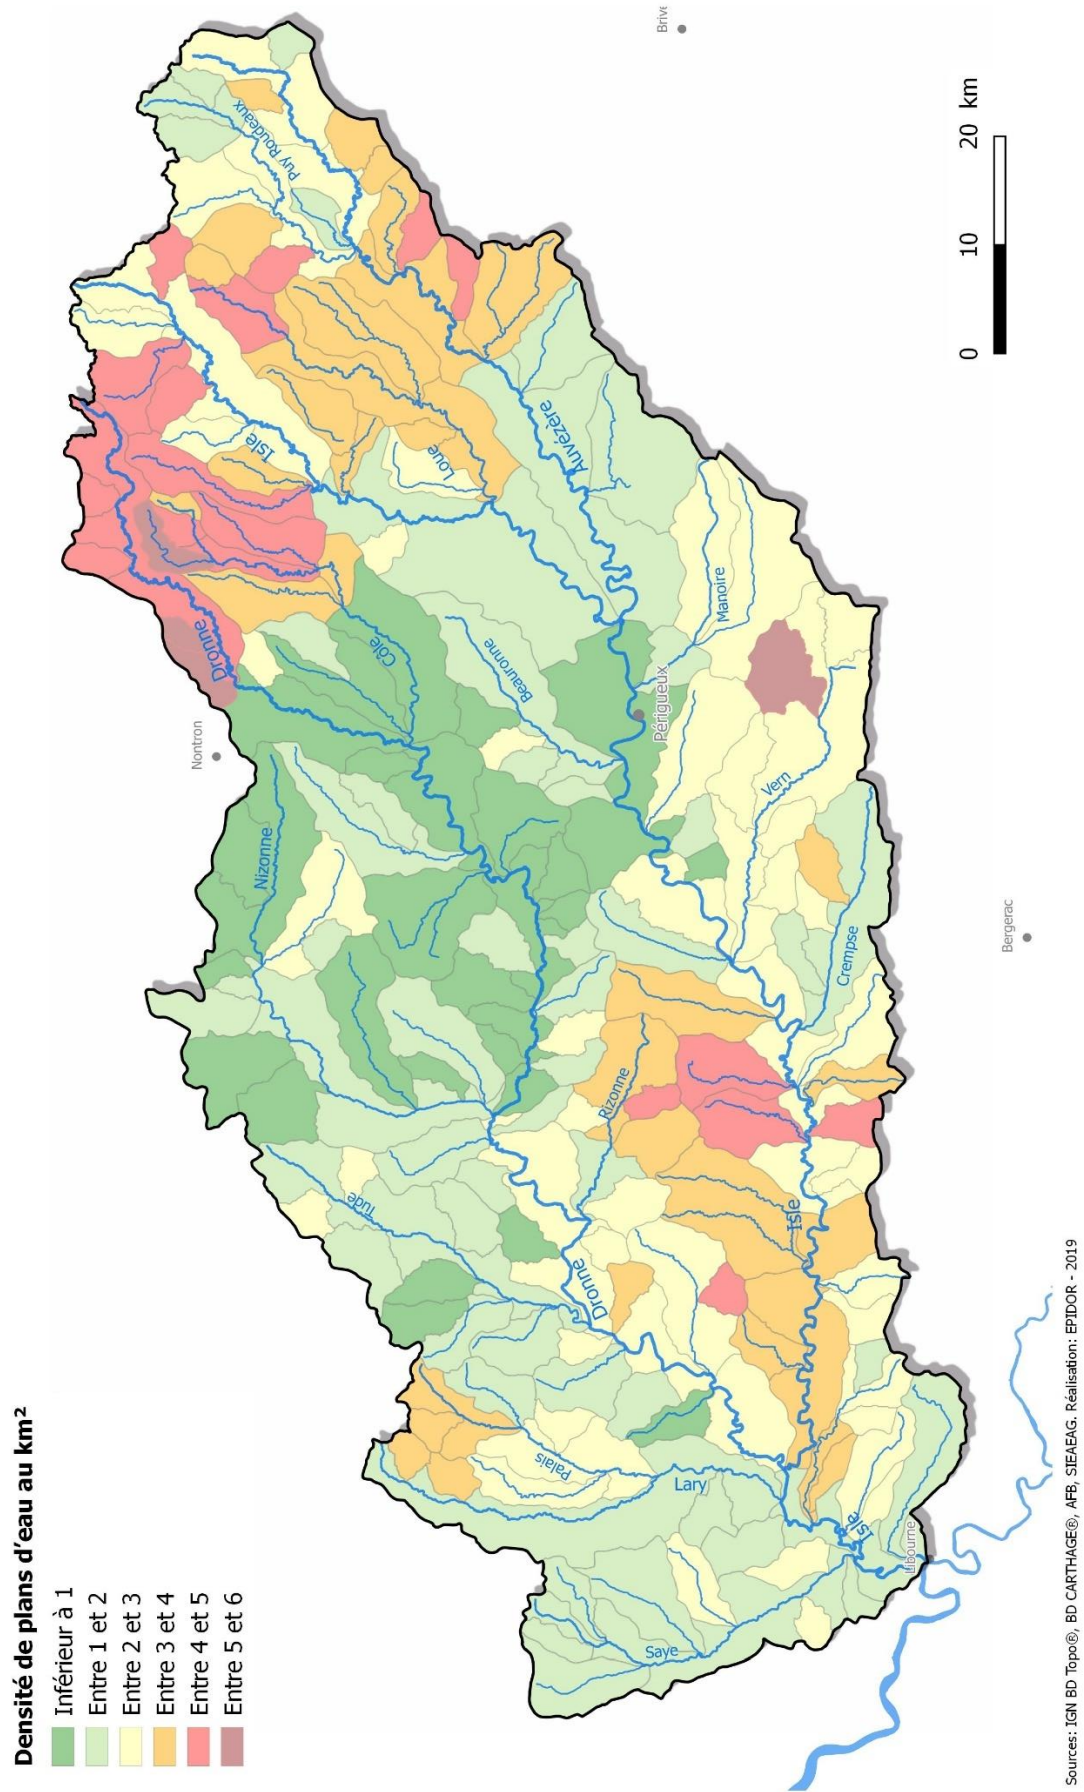 Densité de plans d'eau au km²
Inférieur à 1
Entre 1 et 2
Entre 2 et 3
Entre 3 et 4
Entre 4 et 5
Entre 5 et 6
Nontron
Brive
Périgueux
Bergerac
Libourne
Dronne
Isle
Puy Roudeaux
Loue
Auvézère
Côle
Beauronne
Manoire
Nizonne
Vern
Crempse
Rizonne
Tude
Dronne
Isle
Palais
Lary
Isle
Saye
0 10 20 km
Sources: IGN BD Topo®, BD CARTHAGE®, AFB, SIEAEAG. Réalisation: EPIDOR - 2019